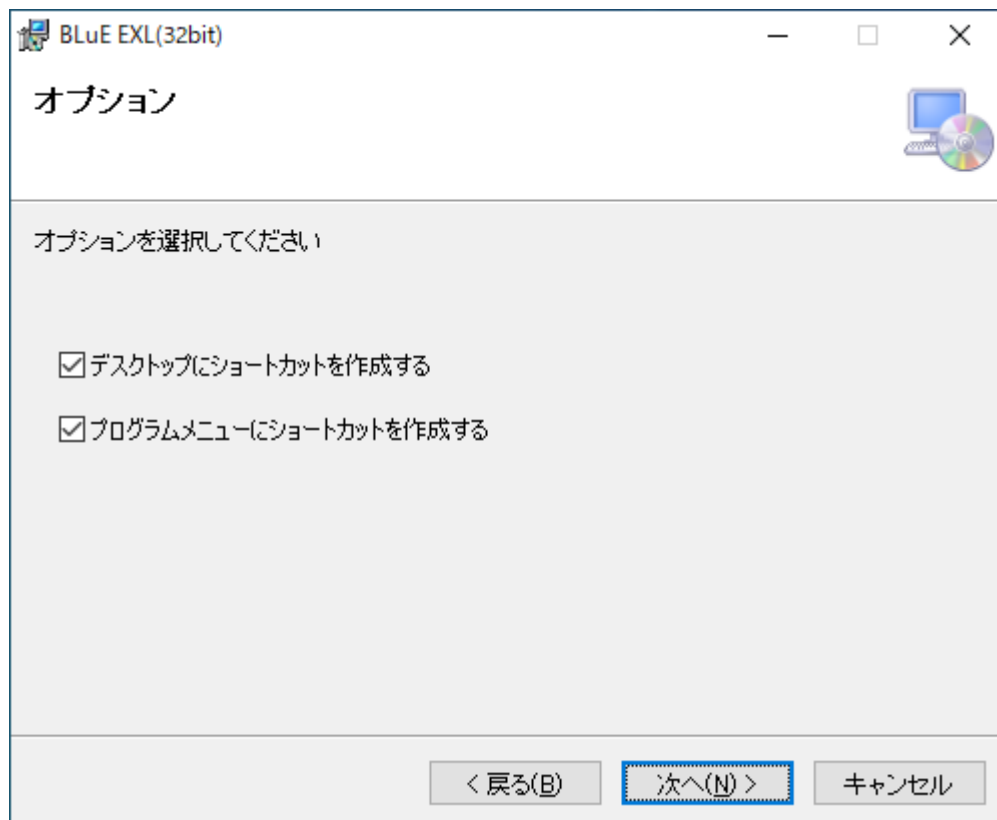 BLuE EXL(32bit)
オプション
オプションを選択してください
デスクトップにショートカットを作成する
プログラムメニューにショートカットを作成する
< 戻る(B) 次へ(N) > キャンセル